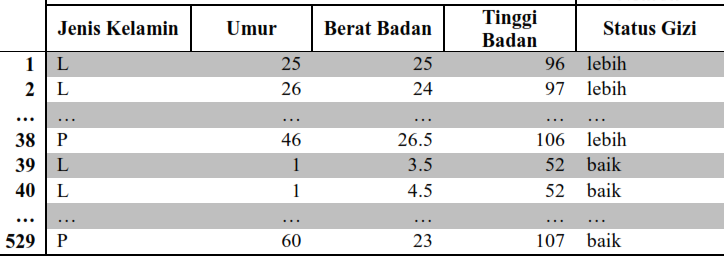 Jenis Kelamin Umur Berat Badan Tinggi Badan Status Gizi
1 L 25 25 96 lebih
2 L 26 24 97 lebih
... ... ... ... ... ...
38 P 46 26.5 106 lebih
39 L 1 3.5 52 baik
40 L 1 4.5 52 baik
... ... ... ... ... ...
529 P 60 23 107 baik